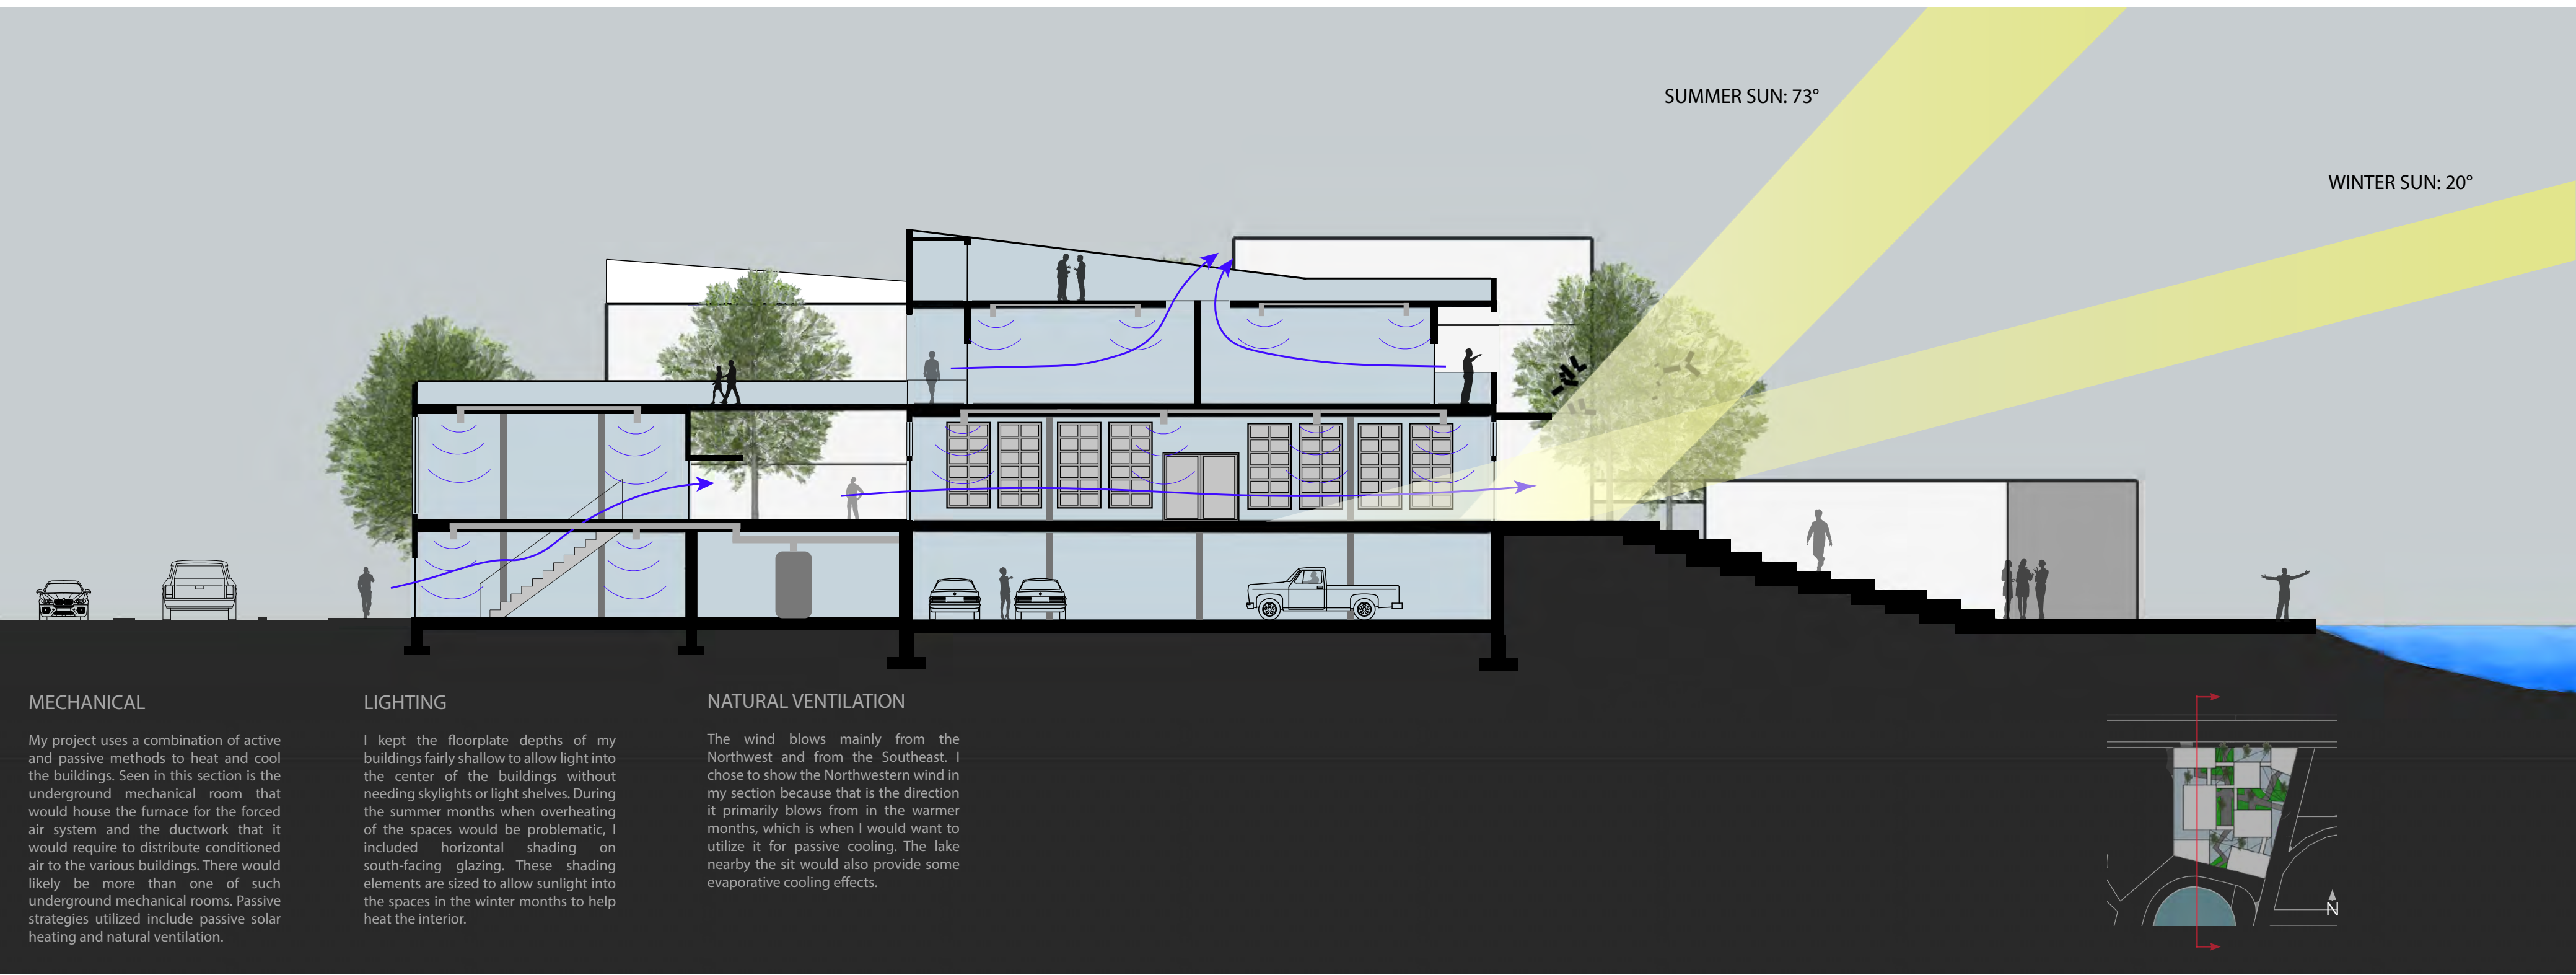 SUMMER SUN: 73°
WINTER SUN: 20°
MECHANICAL
My project uses a combination of active
and passive methods to heat and cool
the buildings. Seen in this section is the
underground mechanical room that
would house the furnace for the forced
air system and the ductwork that it
would require to distribute conditioned
air to the various buildings. There would
likely be more than one of such
underground mechanical rooms. Passive
strategies utilized include passive solar
heating and natural ventilation.
LIGHTING
I kept the floorplate depths of my
buildings fairly shallow to allow light into
the center of the buildings without
needing skylights or light shelves. During
the summer months when overheating
of the spaces would be problematic, I
included horizontal shading on
south-facing glazing. These shading
elements are sized to allow sunlight into
the spaces in the winter months to help
heat the interior.
NATURAL VENTILATION
The wind blows mainly from the
Northwest and from the Southeast. I
chose to show the Northwestern wind in
my section because that is the direction
it primarily blows from in the warmer
months, which is when I would want to
utilize it for passive cooling. The lake
nearby the sit would also provide some
evaporative cooling effects.
N